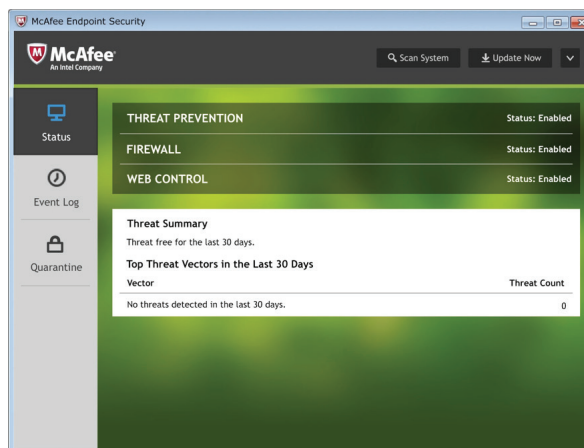 McAfee Endpoint Security
McAfee®
An Intel Company
Scan System
Update Now
Status
Event Log
Quarantine
THREAT PREVENTION Status: Enabled
FIREWALL Status: Enabled
WEB CONTROL Status: Enabled
Threat Summary
Threat free for the last 30 days.
Top Threat Vectors in the Last 30 Days
Vector Threat Count
No threats detected in the last 30 days. 0